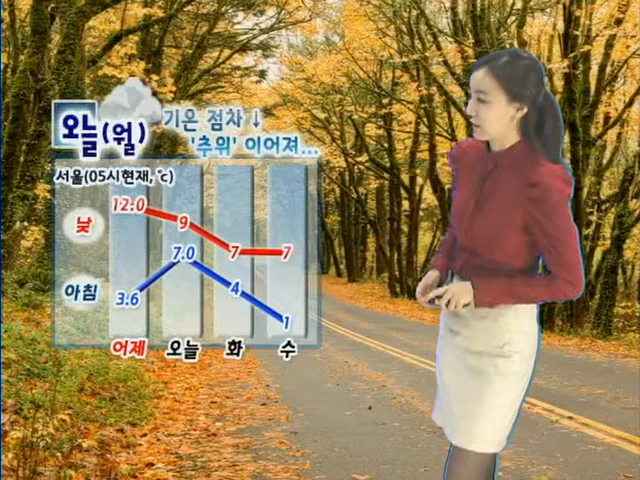 오늘(월)
기온 점차↓
'추위' 이어져...
서울(05시현재, ℃)
낮
12.0 9 7 7
아침
3.6 7.0 4 1
어제 오늘 화 수